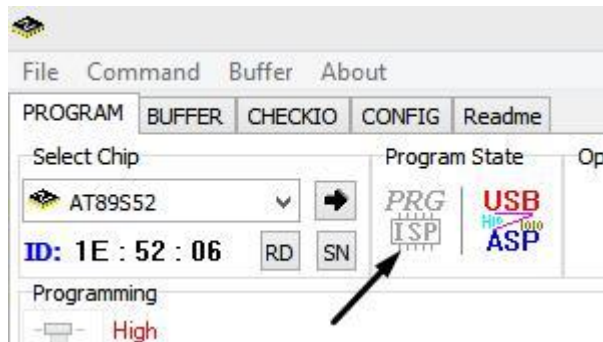 File Command Buffer About
PROGRAM BUFFER CHECKIO CONFIG Readme
Select Chip Program State Op
AT89S52 PRG USB
ISP ASP
ID: 1E : 52 : 06 RD SN
Programming
High